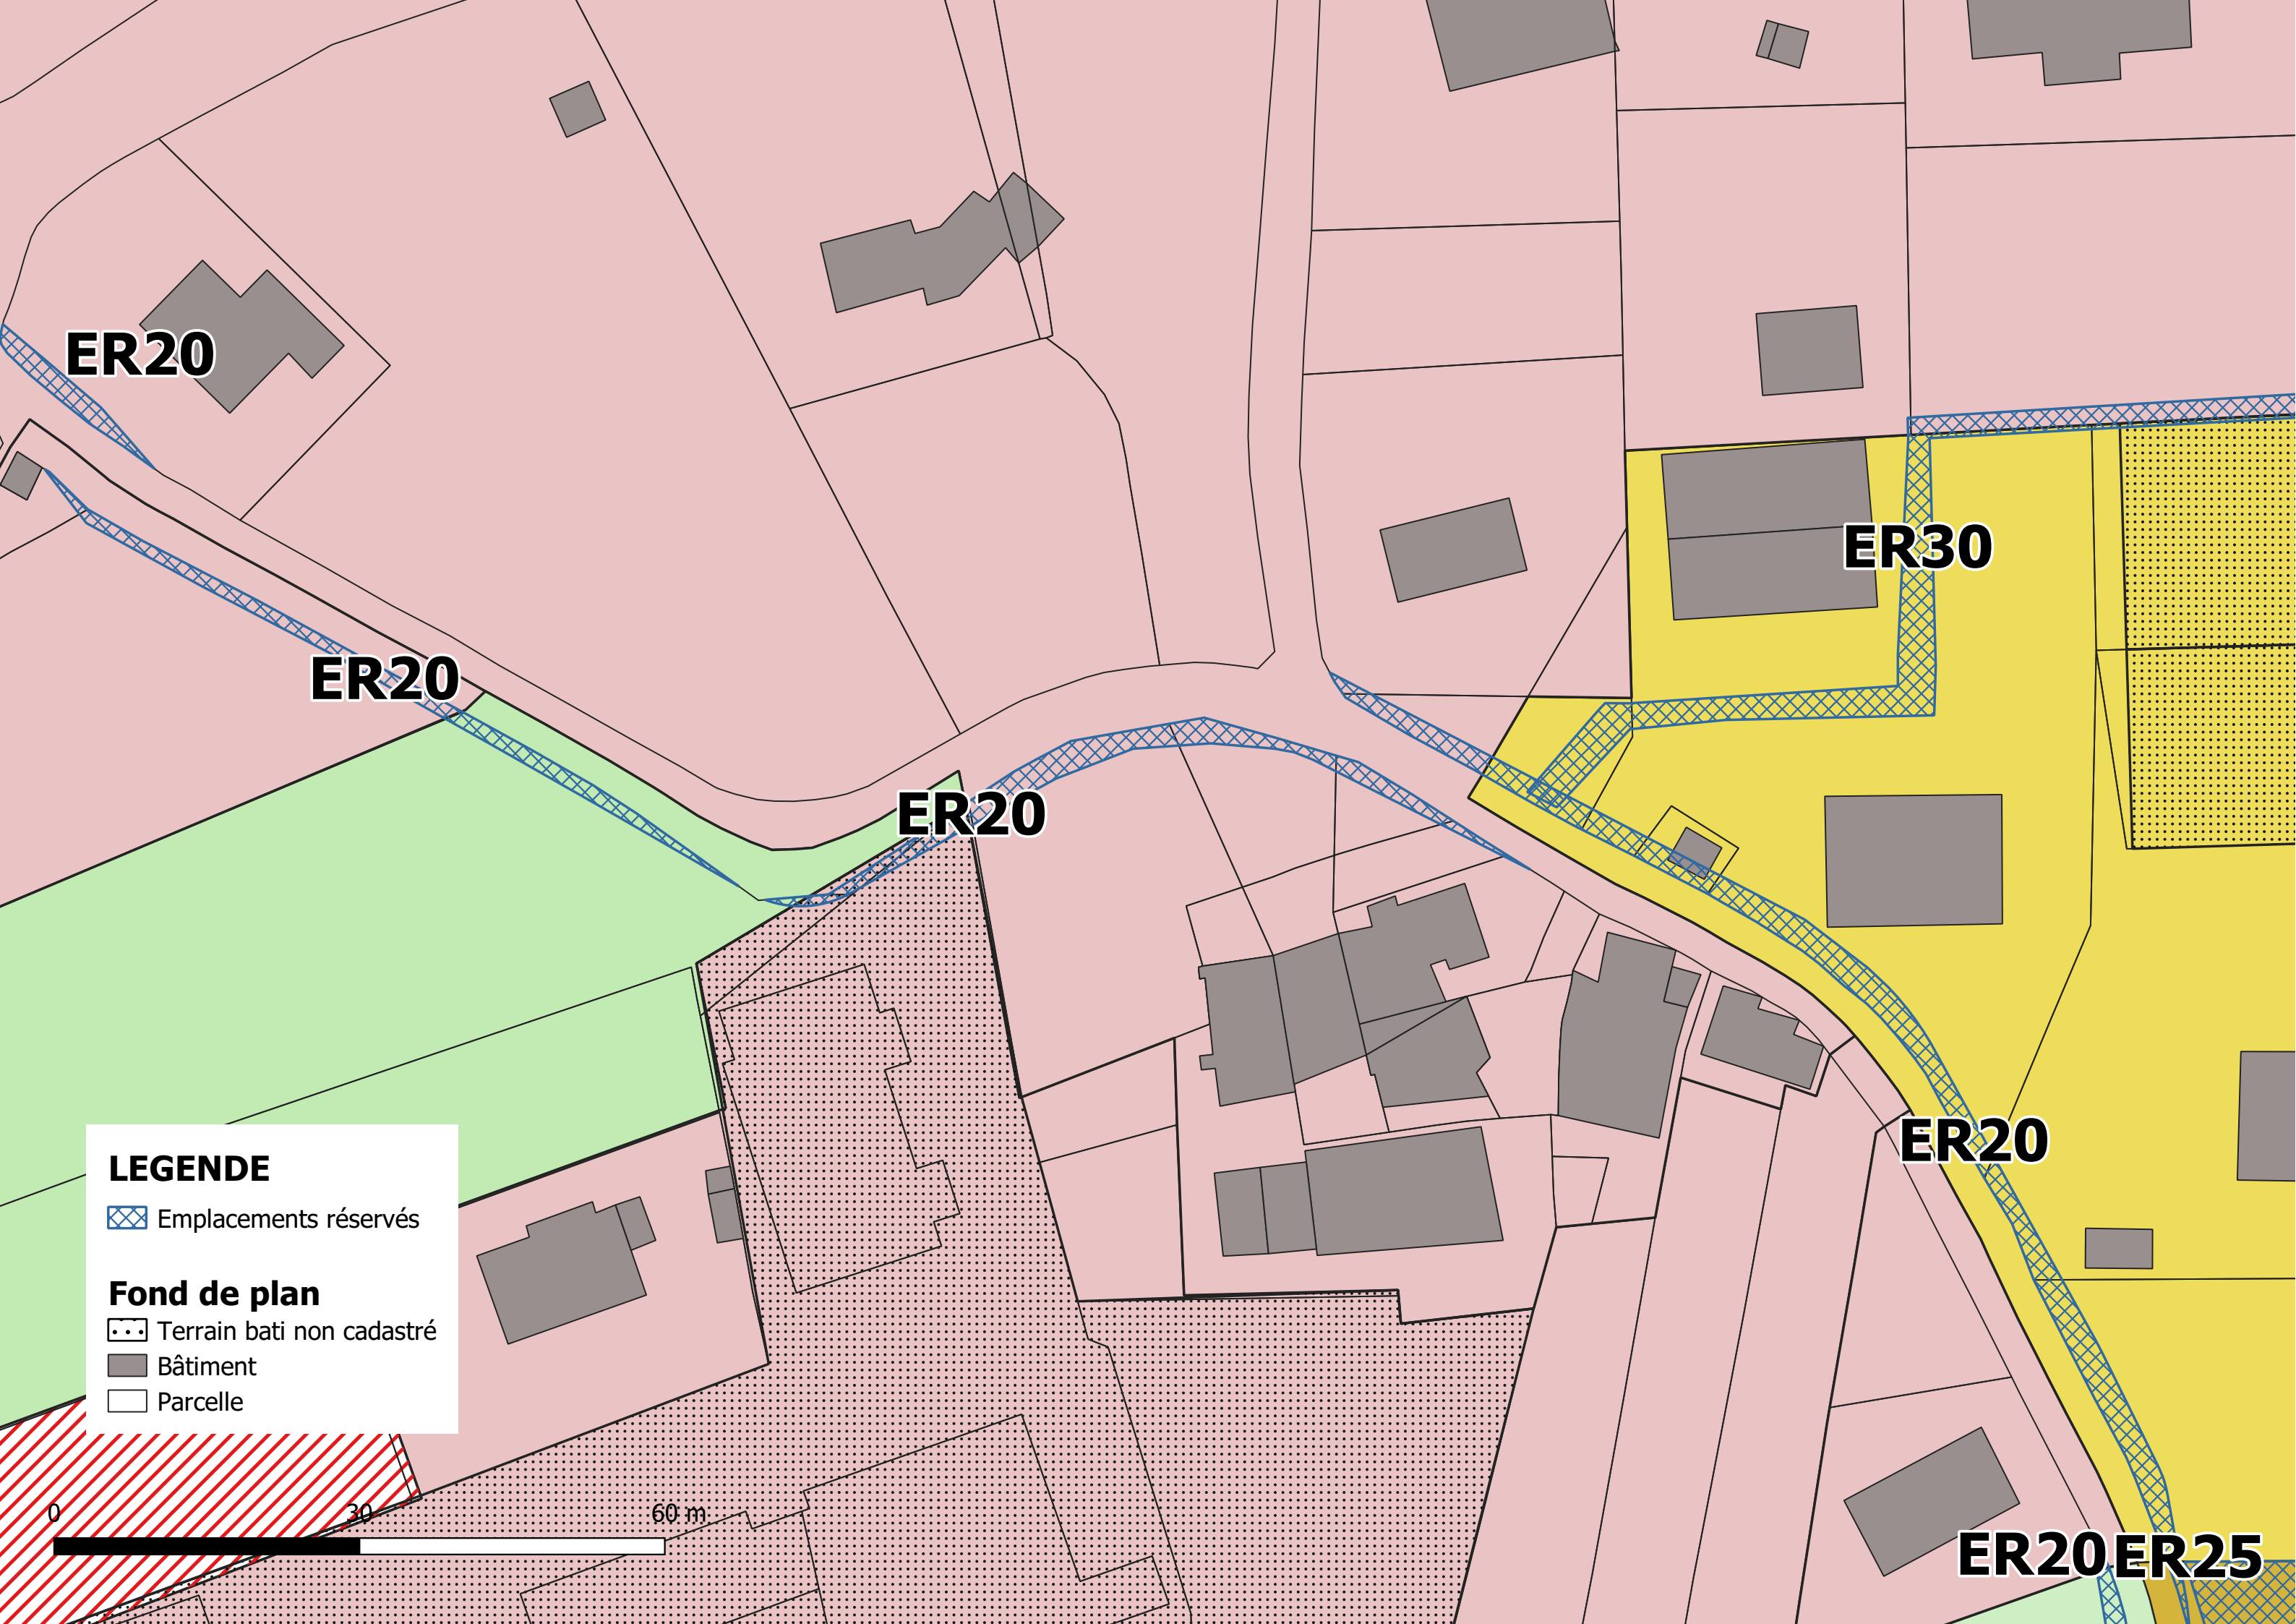 ER20
ER30
ER20
ER20
ER20
LEGENDE
Emplacements réservés
Fond de plan
Terrain bati non cadastré
Bâtiment
Parcelle
0 30 60 m
ER20 ER25